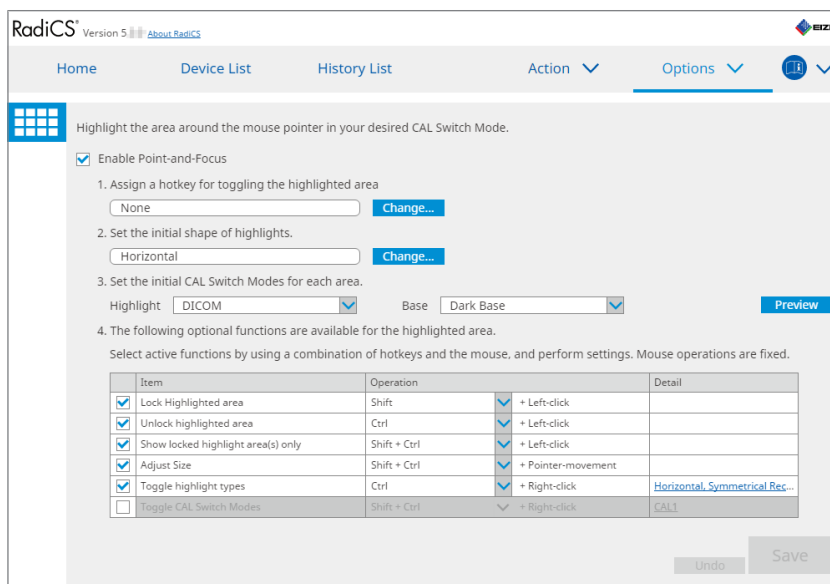 RadiCS® Version 5. About RadiCS
Home Device List History List Action Options
Highlight the area around the mouse pointer in your desired CAL Switch Mode.
Enable Point-and-Focus
1. Assign a hotkey for toggling the highlighted area
None Change...
2. Set the initial shape of highlights.
Horizontal Change...
3. Set the initial CAL Switch Modes for each area.
Highlight DICOM Base Dark Base Preview
4. The following optional functions are available for the highlighted area.
Select active functions by using a combination of hotkeys and the mouse, and perform settings. Mouse operations are fixed.
Item Operation Detail
Lock Highlighted area Shift + Left-click
Unlock highlighted area Ctrl + Left-click
Show locked highlight area(s) only Shift + Ctrl + Left-click
Adjust Size Shift + Ctrl + Pointer-movement
Toggle highlight types Ctrl + Right-click Horizontal, Symmetrical Rec...
Toggle CAL Switch Modes Shift + Ctrl + Right-click CAL1
Undo Save